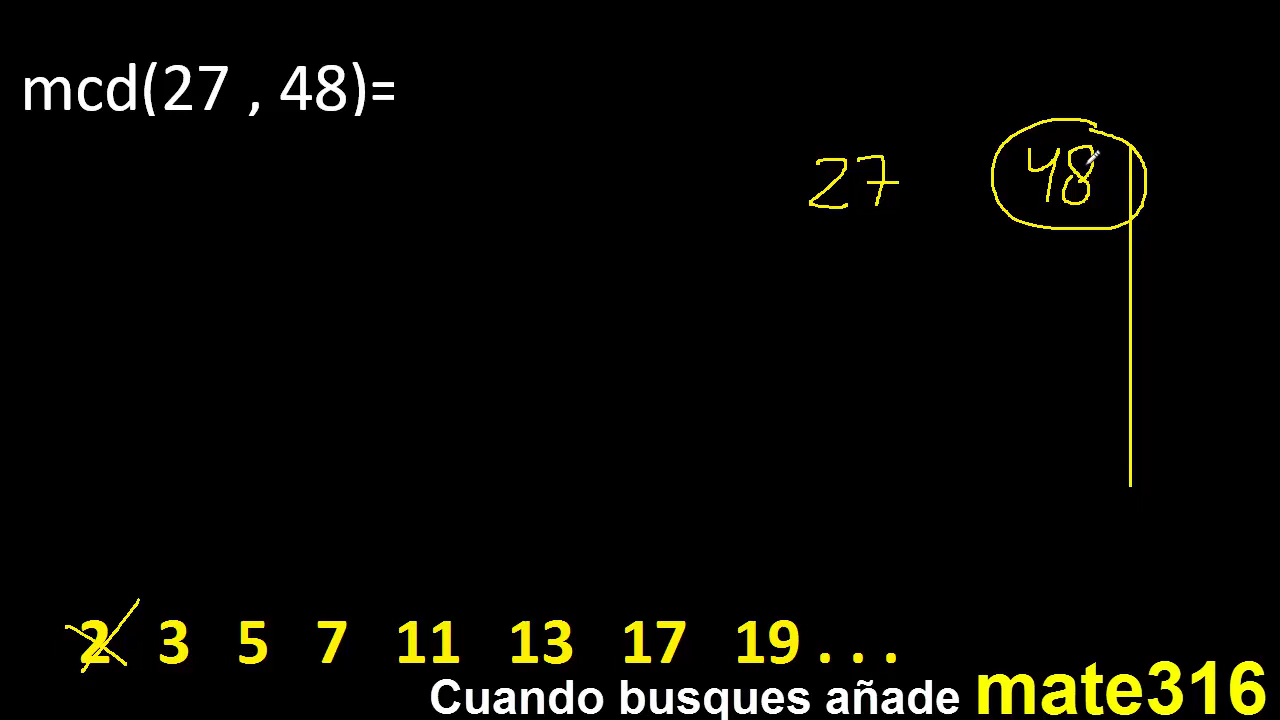 mcd(27 , 48)=
27 48
2 3 5 7 11 13 17 19 . . .
Cuando busques añade mate316